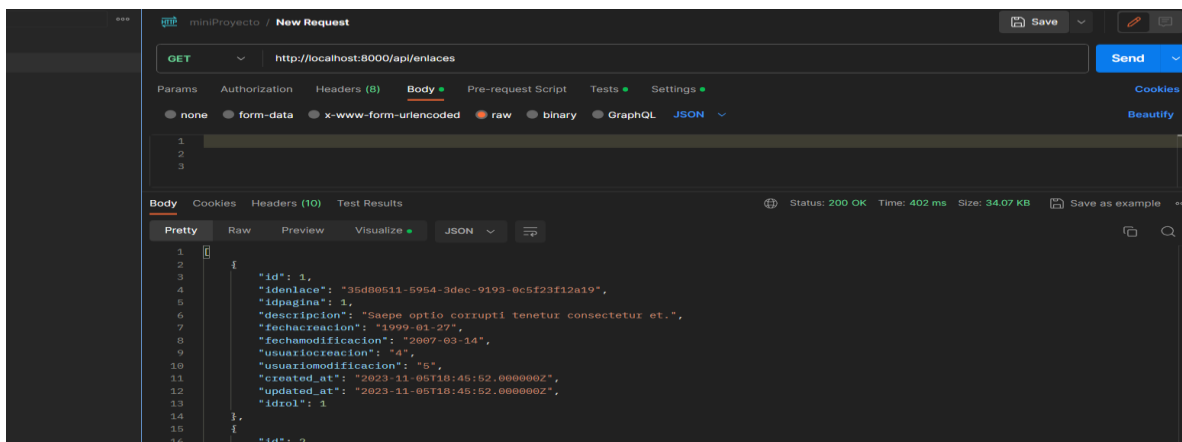 HTTP miniProyecto / New Request Save
GET http://localhost:8000/api/enlaces Send
Params Authorization Headers (8) Body Pre-request Script Tests Settings Cookies
none form-data x-www-form-urlencoded raw binary GraphQL JSON Beautify
1
2
3
Body Cookies Headers (10) Test Results Status: 200 OK Time: 402 ms Size: 34.07 KB Save as example
Pretty Raw Preview Visualize JSON
1 [
2 {
3 "id": 1,
4 "idenlace": "35d80511-5954-3dec-9193-0c5f23f12a19",
5 "idpagina": 1,
6 "descripcion": "Saepe optio corrupti tenetur consectetur et.",
7 "fechacreacion": "1999-01-27",
8 "fechamodificacion": "2007-03-14",
9 "usuariocreacion": "4",
10 "usuariomodificacion": "5",
11 "created_at": "2023-11-05T18:45:52.000000Z",
12 "updated_at": "2023-11-05T18:45:52.000000Z",
13 "idrol": 1
14 },
15 {
16 "id": 2